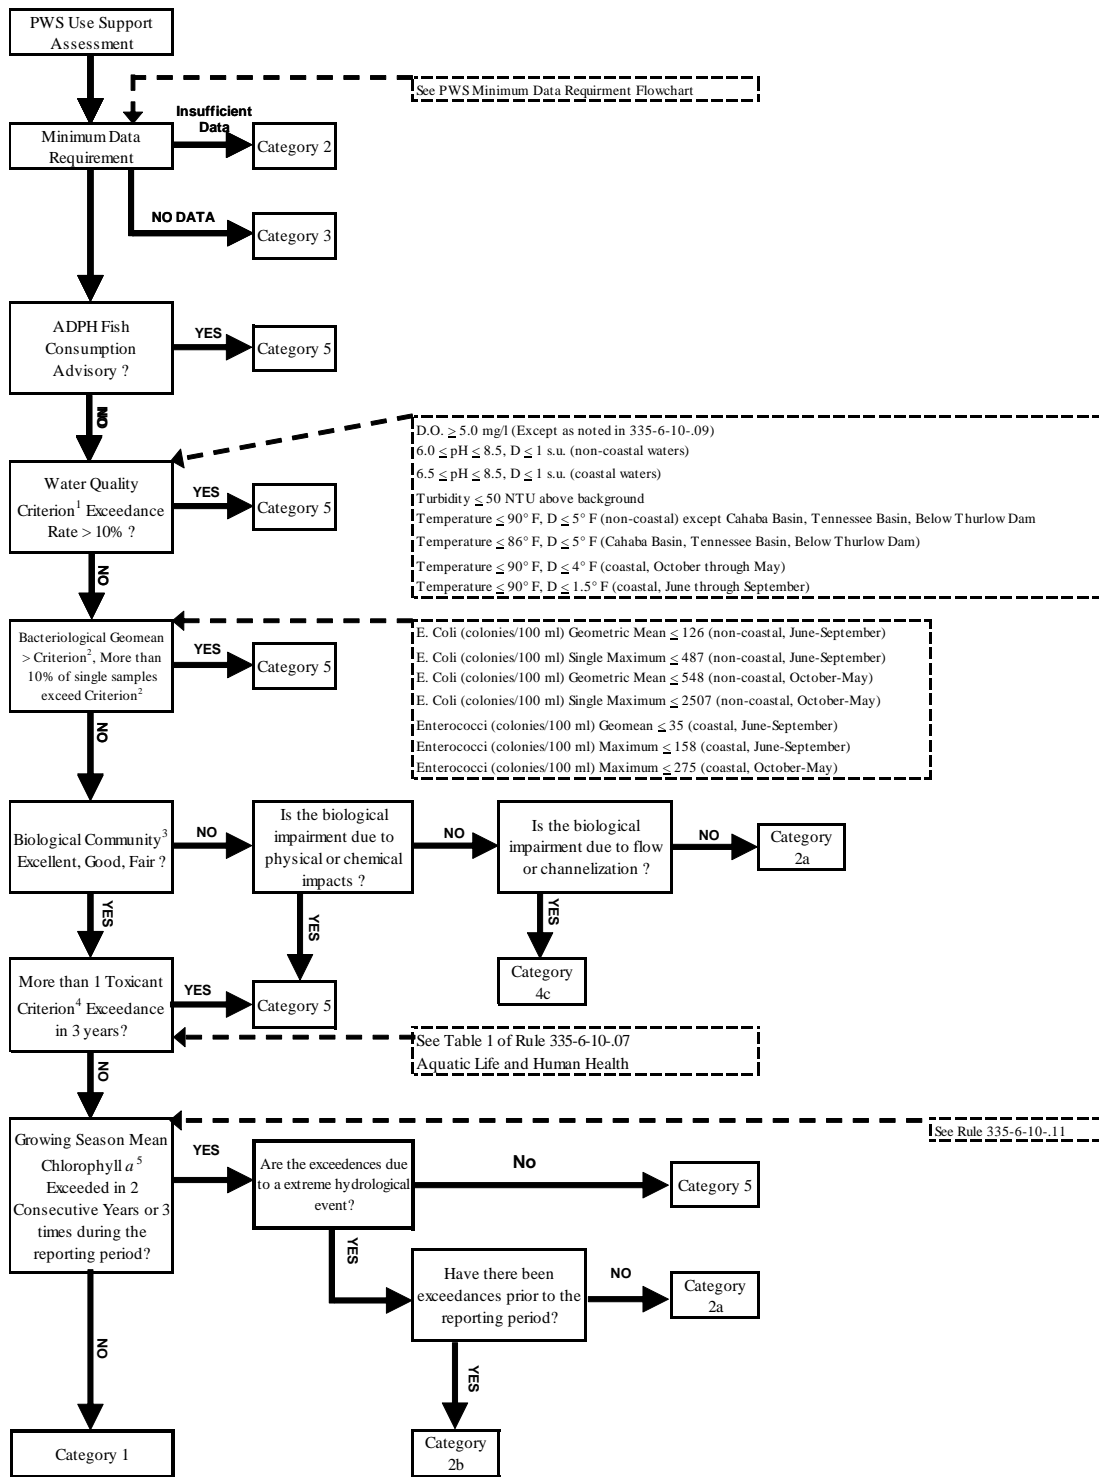 PWS Use Support
Assessment
See PWS Minimum Data Requirment Flowchart
Insufficient
Data
Minimum Data
Requirement
Category 2
NO DATA
Category 3
ADPH Fish
Consumption
Advisory ?
YES
Category 5
NO
D.O. ≥ 5.0 mg/l (Except as noted in 335-6-10-.09)
6.0 ≤ pH ≤ 8.5, D ≤ 1 s.u. (non-coastal waters)
6.5 ≤ pH ≤ 8.5, D ≤ 1 s.u. (coastal waters)
Turbidity ≤ 50 NTU above background
Temperature ≤ 90° F, D ≤ 5° F (non-coastal) except Cahaba Basin, Tennessee Basin, Below Thurlow Dam
Temperature ≤ 86° F, D ≤ 5° F (Cahaba Basin, Tennessee Basin, Below Thurlow Dam)
Temperature ≤ 90° F, D ≤ 4° F (coastal, October through May)
Temperature ≤ 90° F, D ≤ 1.5° F (coastal, June through September)
Water Quality
Criterion1 Exceedance
Rate > 10% ?
YES
Category 5
NO
Bacteriological Geomean
> Criterion2, More than
10% of single samples
exceed Criterion2
YES
Category 5
E. Coli (colonies/100 ml) Geometric Mean ≤ 126 (non-coastal, June-September)
E. Coli (colonies/100 ml) Single Maximum ≤ 487 (non-coastal, June-September)
E. Coli (colonies/100 ml) Geometric Mean ≤ 548 (non-coastal, October-May)
E. Coli (colonies/100 ml) Single Maximum ≤ 2507 (non-coastal, October-May)
Enterococci (colonies/100 ml) Geomean ≤ 35 (coastal, June-September)
Enterococci (colonies/100 ml) Maximum ≤ 158 (coastal, June-September)
Enterococci (colonies/100 ml) Maximum ≤ 275 (coastal, October-May)
NO
Biological Community3
Excellent, Good, Fair ?
NO
Is the biological
impairment due to
physical or chemical
impacts ?
NO
Is the biological
impairment due to flow
or channelization ?
NO
Category
2a
YES
YES
YES
More than 1 Toxicant
Criterion4 Exceedance
in 3 years?
YES
Category 5
Category
4c
See Table 1 of Rule 335-6-10-.07
Aquatic Life and Human Health
NO
See Rule 335-6-10-.11
Growing Season Mean
Chlorophyll a 5
Exceeded in 2
Consecutive Years or 3
times during the
reporting period?
YES
Are the exceedences due
to a extreme hydrological
event?
No
Category 5
YES
Have there been
exceedances prior to the
reporting period?
NO
Category
2a
NO
YES
Category 1
Category
2b